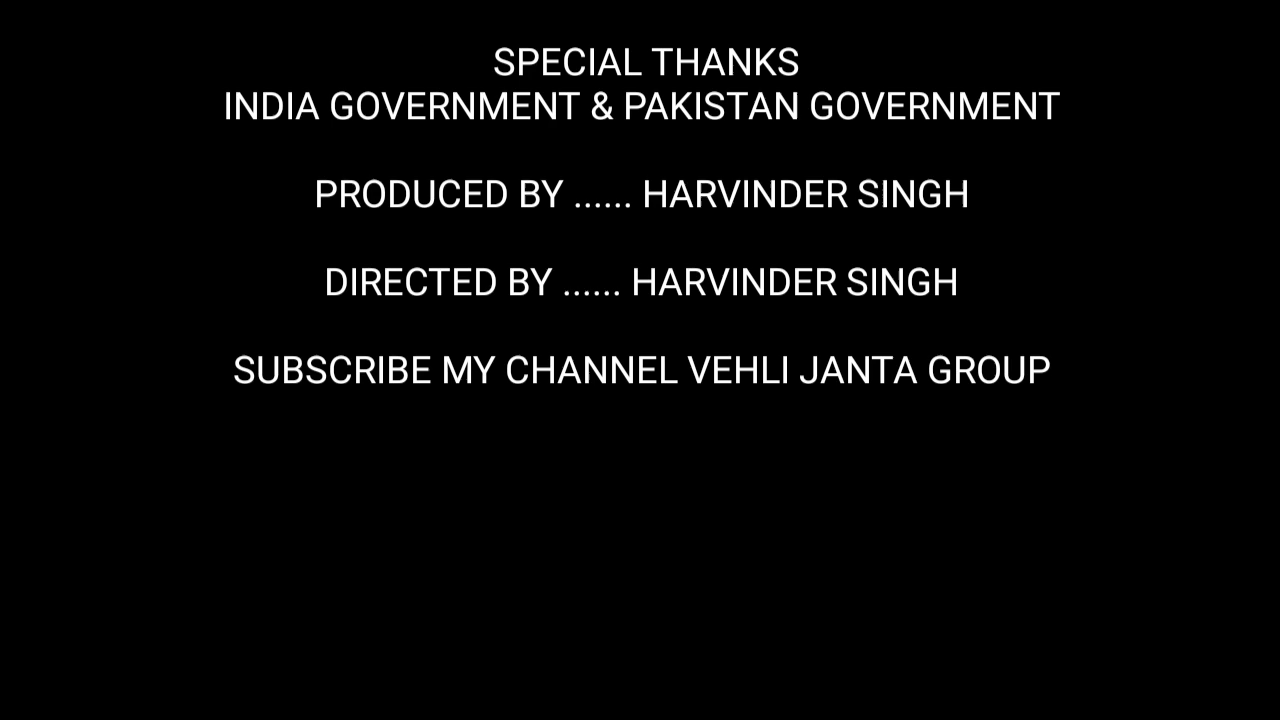 SPECIAL THANKS
INDIA GOVERNMENT & PAKISTAN GOVERNMENT
PRODUCED BY ...... HARVINDER SINGH
DIRECTED BY ...... HARVINDER SINGH
SUBSCRIBE MY CHANNEL VEHLI JANTA GROUP